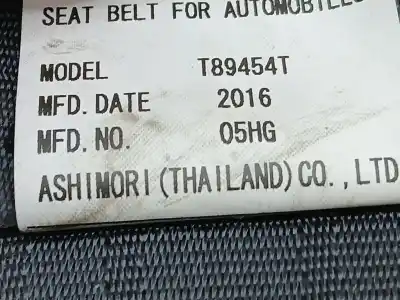 SEAT BELT FOR AUTOMOBILES
MODEL T89454T
MFD. DATE 2016
MFD. NO. 05HG
ASHIMORI (THAILAND) CO., LTD